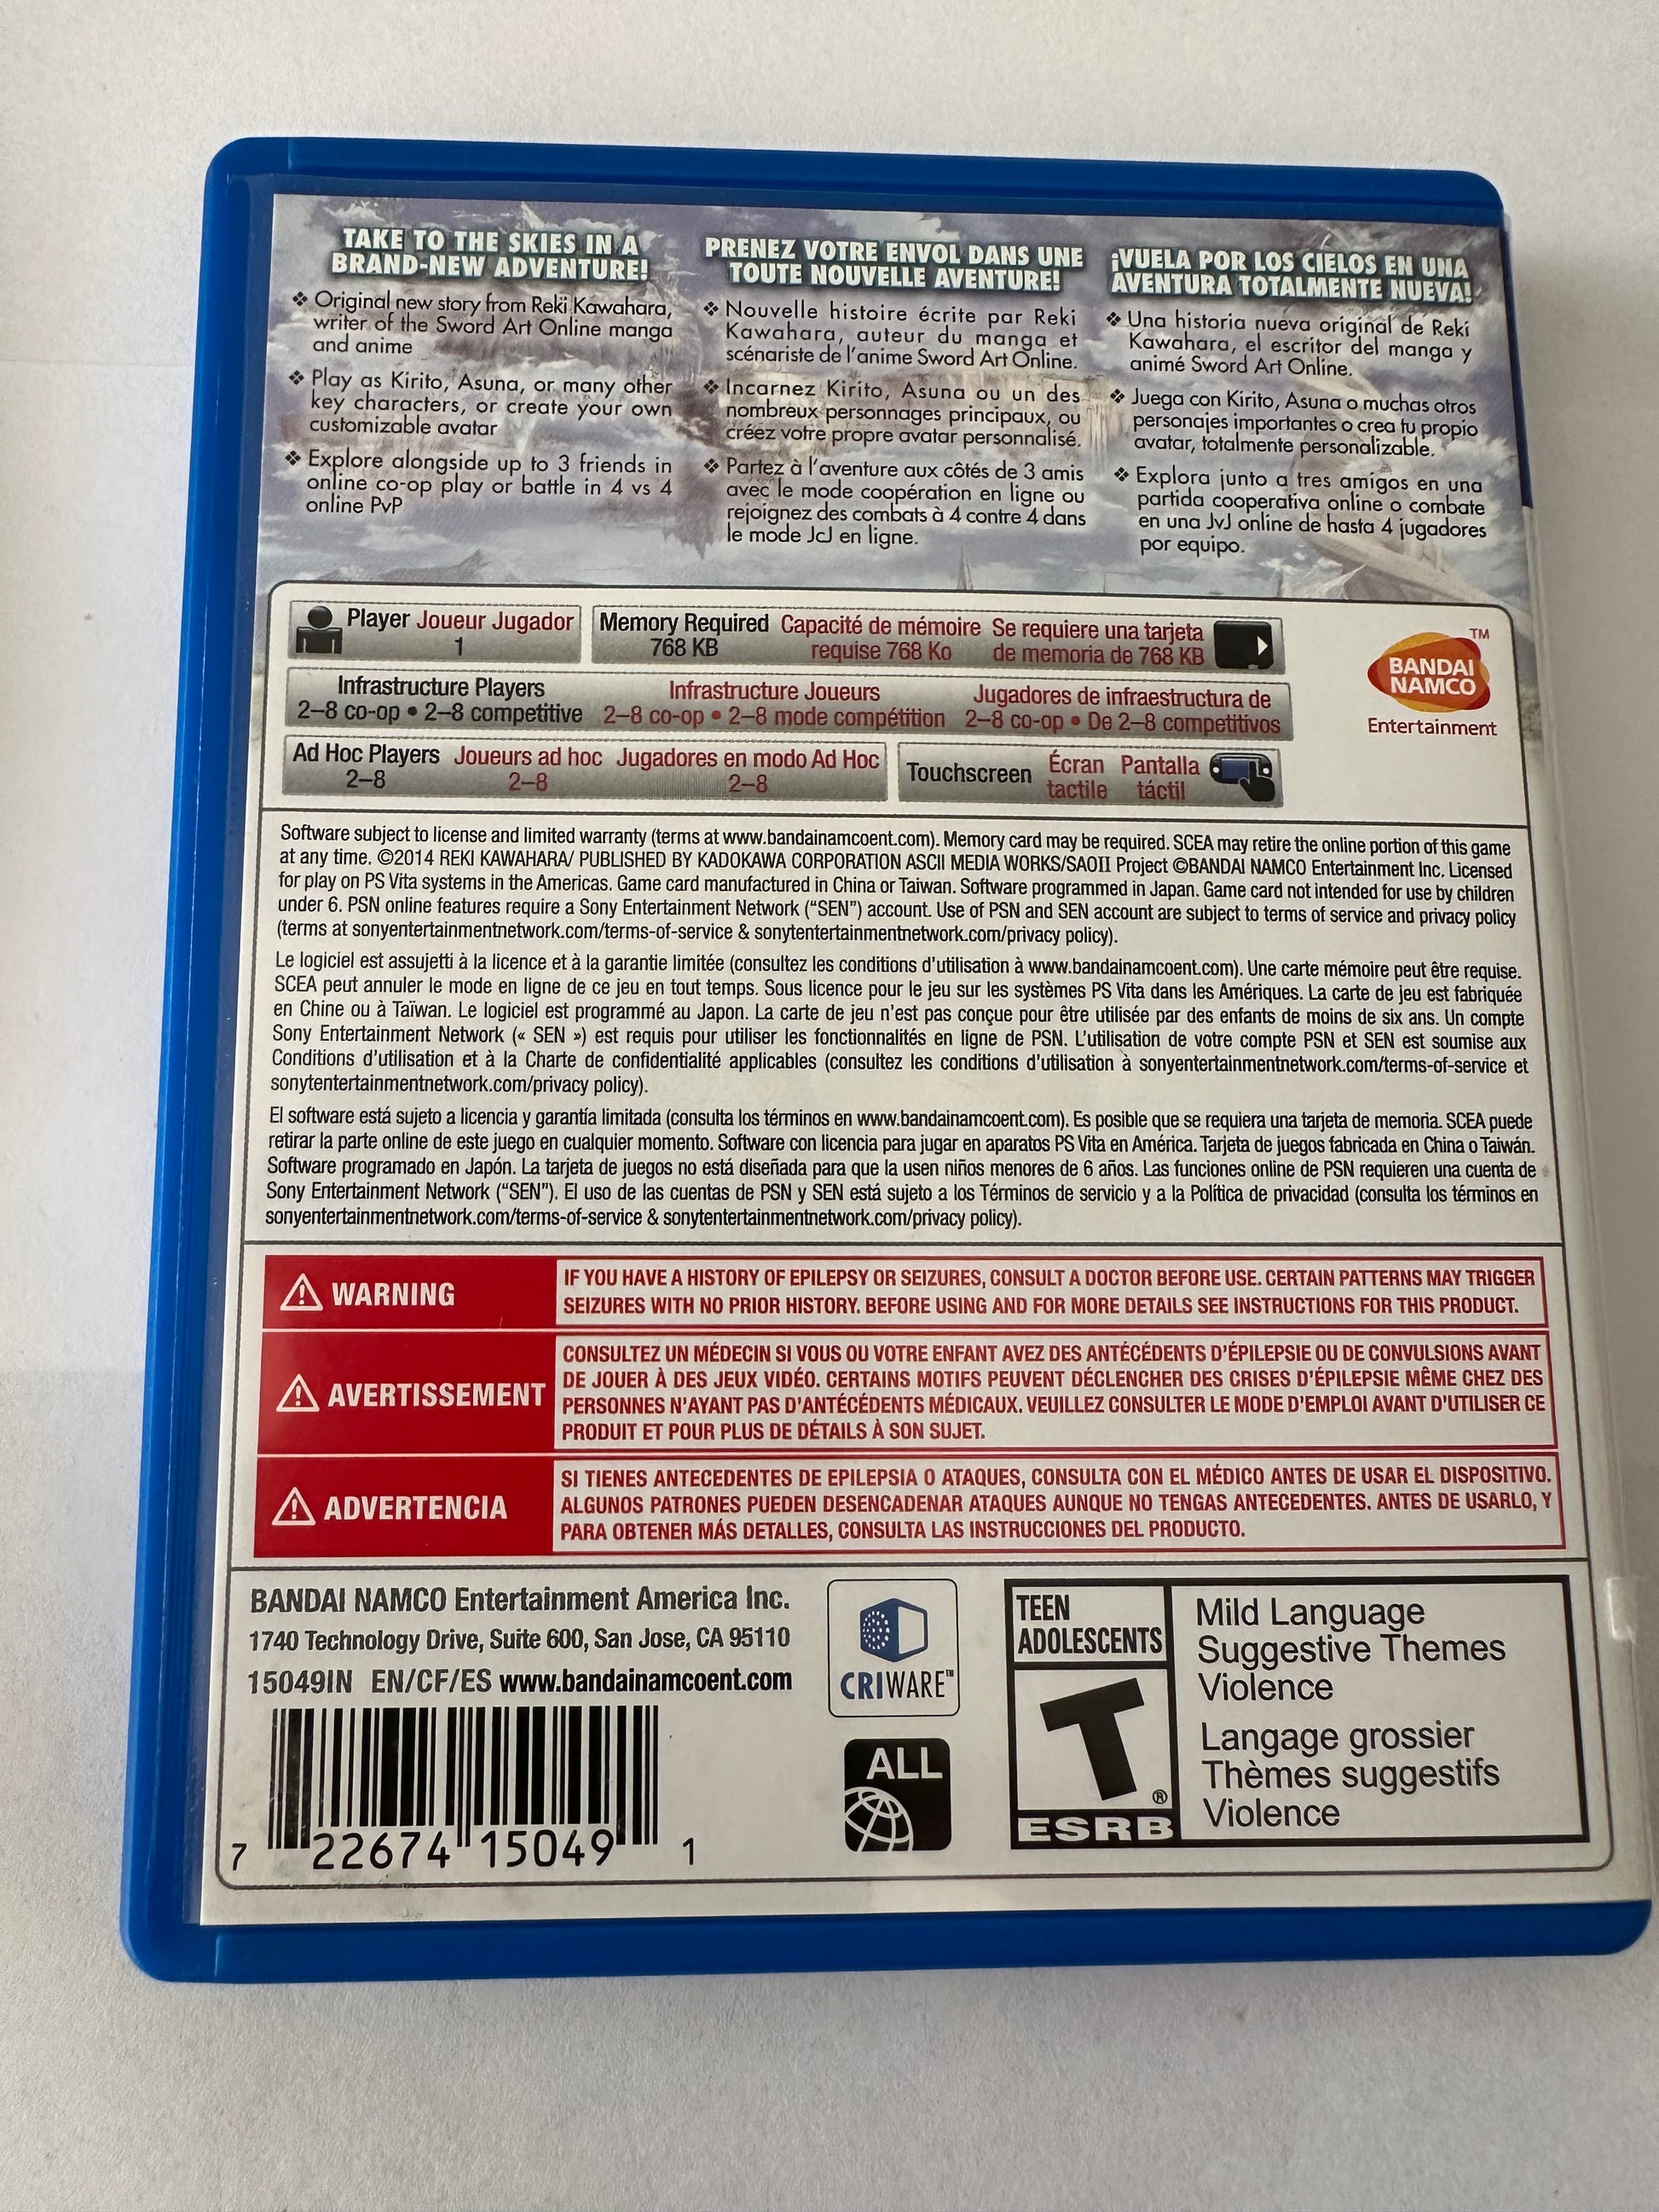 TAKE TO THE SKIES IN A
BRAND-NEW ADVENTURE!
❖ Original new story from Reki Kawahara,
writer of the Sword Art Online manga
and anime
❖ Play as Kirito, Asuna, or many other
key characters, or create your own
customizable avatar
❖ Explore alongside up to 3 friends in
online co-op play or battle in 4 vs 4
online PvP
PRENEZ VOTRE ENVOL DANS UNE
TOUTE NOUVELLE AVENTURE!
❖ Nouvelle histoire écrite par Reki
Kawahara, auteur du manga et
scénariste de l'anime Sword Art Online.
❖ Incarnez Kirito, Asuna ou un des
nombreux personnages principaux, ou
créez votre propre avatar personnalisé.
❖ Partez à l'aventure aux côtés de 3 amis
avec le mode coopération en ligne ou
rejoignez des combats à 4 contre 4 dans
le mode JcJ en ligne.
¡VUELA POR LOS CIELOS EN UNA
AVENTURA TOTALMENTE NUEVA!
❖ Una historia nueva original de Reki
Kawahara, el escritor del manga y
animé Sword Art Online.
❖ Juega con Kirito, Asuna o muchas otros
personajes importantes o crea tu propio
avatar, totalmente personalizable.
❖ Explora junto a tres amigos en una
partida cooperativa online o combate
en una JvJ online de hasta 4 jugadores
por equipo.
Player Joueur Jugador
1
Memory Required
768 KB
Capacité de mémoire
requise 768 Ko
Se requiere una tarjeta
de memoria de 768 KB
Infrastructure Players
2–8 co-op • 2–8 competitive
Infrastructure Joueurs
2–8 co-op • 2–8 mode compétition
Jugadores de infraestructura de
2–8 co-op • De 2–8 competitivos
Ad Hoc Players
2–8
Joueurs ad hoc
2–8
Jugadores en modo Ad Hoc
2–8
Touchscreen
Écran
tactile
Pantalla
táctil
BANDAI
NAMCO
TM
Entertainment
Software subject to license and limited warranty (terms at www.bandainamcoent.com). Memory card may be required. SCEA may retire the online portion of this game
at any time. ©2014 REKI KAWAHARA/ PUBLISHED BY KADOKAWA CORPORATION ASCII MEDIA WORKS/SAOII Project ©BANDAI NAMCO Entertainment Inc. Licensed
for play on PS Vita systems in the Americas. Game card manufactured in China or Taiwan. Software programmed in Japan. Game card not intended for use by children
under 6. PSN online features require a Sony Entertainment Network ("SEN") account. Use of PSN and SEN account are subject to terms of service and privacy policy
(terms at sonyentertainmentnetwork.com/terms-of-service & sonytentertainmentnetwork.com/privacy policy).
Le logiciel est assujetti à la licence et à la garantie limitée (consultez les conditions d'utilisation à www.bandainamcoent.com). Une carte mémoire peut être requise.
SCEA peut annuler le mode en ligne de ce jeu en tout temps. Sous licence pour le jeu sur les systèmes PS Vita dans les Amériques. La carte de jeu est fabriquée
en Chine ou à Taïwan. Le logiciel est programmé au Japon. La carte de jeu n'est pas conçue pour être utilisée par des enfants de moins de six ans. Un compte
Sony Entertainment Network (« SEN ») est requis pour utiliser les fonctionnalités en ligne de PSN. L'utilisation de votre compte PSN et SEN est soumise aux
Conditions d'utilisation et à la Charte de confidentialité applicables (consultez les conditions d'utilisation à sonyentertainmentnetwork.com/terms-of-service et
sonytentertainmentnetwork.com/privacy policy).
El software está sujeto a licencia y garantía limitada (consulta los términos en www.bandainamcoent.com). Es posible que se requiera una tarjeta de memoria. SCEA puede
retirar la parte online de este juego en cualquier momento. Software con licencia para jugar en aparatos PS Vita en América. Tarjeta de juegos fabricada en China o Taiwán.
Software programado en Japón. La tarjeta de juegos no está diseñada para que la usen niños menores de 6 años. Las funciones online de PSN requieren una cuenta de
Sony Entertainment Network ("SEN"). El uso de las cuentas de PSN y SEN está sujeto a los Términos de servicio y a la Política de privacidad (consulta los términos en
sonyentertainmentnetwork.com/terms-of-service & sonytentertainmentnetwork.com/privacy policy).
⚠ WARNING
IF YOU HAVE A HISTORY OF EPILEPSY OR SEIZURES, CONSULT A DOCTOR BEFORE USE. CERTAIN PATTERNS MAY TRIGGER
SEIZURES WITH NO PRIOR HISTORY. BEFORE USING AND FOR MORE DETAILS SEE INSTRUCTIONS FOR THIS PRODUCT.
⚠ AVERTISSEMENT
CONSULTEZ UN MÉDECIN SI VOUS OU VOTRE ENFANT AVEZ DES ANTÉCÉDENTS D'ÉPILEPSIE OU DE CONVULSIONS AVANT
DE JOUER À DES JEUX VIDÉO. CERTAINS MOTIFS PEUVENT DÉCLENCHER DES CRISES D'ÉPILEPSIE MÊME CHEZ DES
PERSONNES N'AYANT PAS D'ANTÉCÉDENTS MÉDICAUX. VEUILLEZ CONSULTER LE MODE D'EMPLOI AVANT D'UTILISER CE
PRODUIT ET POUR PLUS DE DÉTAILS À SON SUJET.
⚠ ADVERTENCIA
SI TIENES ANTECEDENTES DE EPILEPSIA O ATAQUES, CONSULTA CON EL MÉDICO ANTES DE USAR EL DISPOSITIVO.
ALGUNOS PATRONES PUEDEN DESENCADENAR ATAQUES AUNQUE NO TENGAS ANTECEDENTES. ANTES DE USARLO, Y
PARA OBTENER MÁS DETALLES, CONSULTA LAS INSTRUCCIONES DEL PRODUCTO.
BANDAI NAMCO Entertainment America Inc.
1740 Technology Drive, Suite 600, San Jose, CA 95110
15049IN EN/CF/ES www.bandainamcoent.com
7 22674 15049 1
CRIWARE™
ALL
TEEN
ADOLESCENTS
T
®
ESRB
Mild Language
Suggestive Themes
Violence
Langage grossier
Thèmes suggestifs
Violence